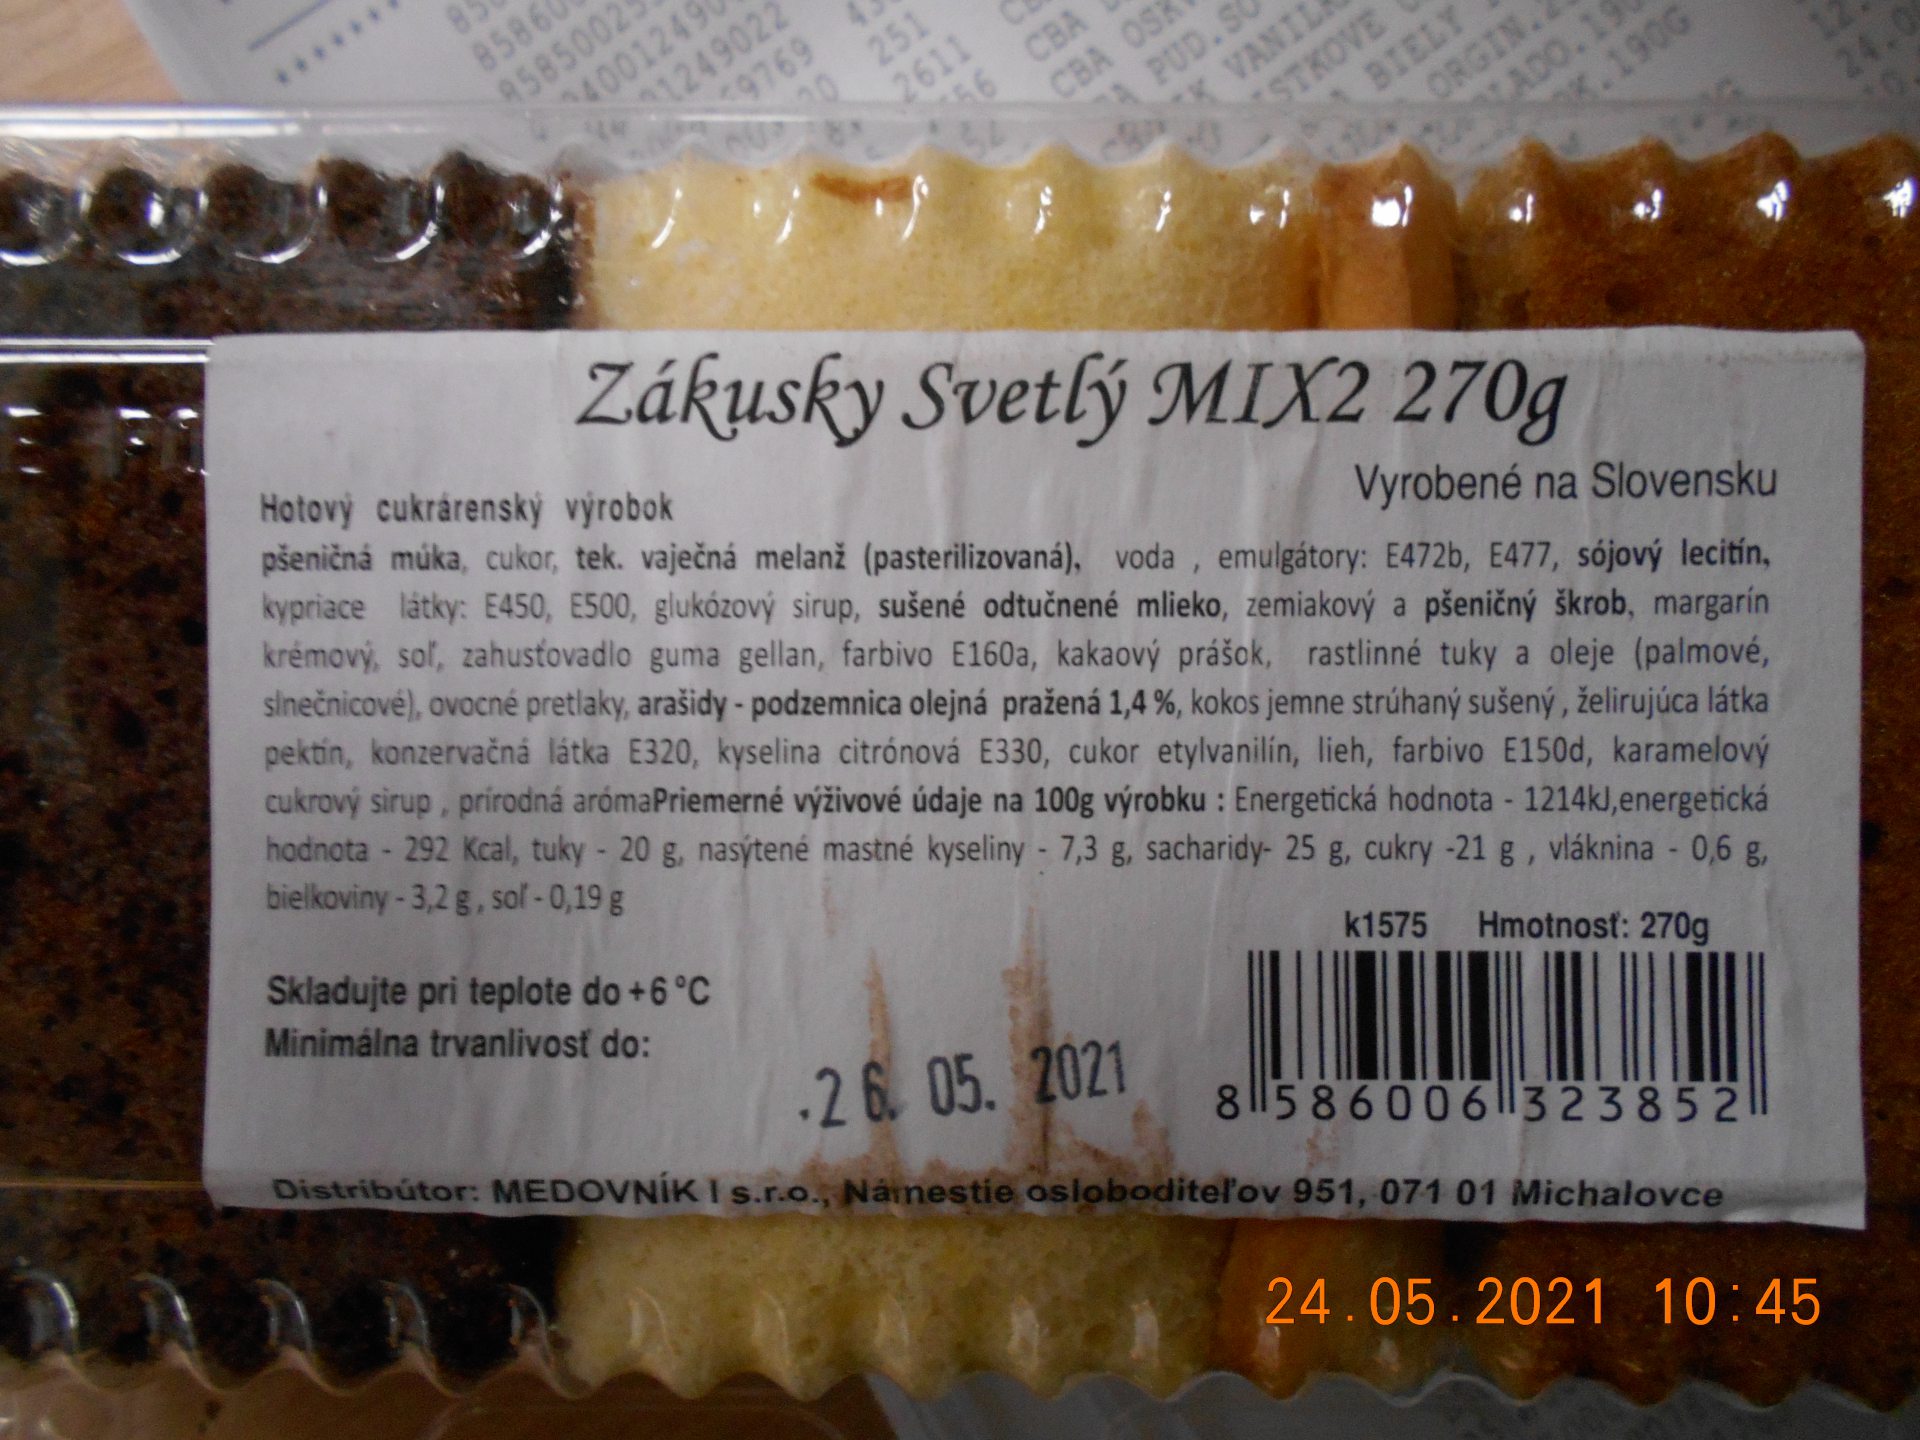 251
2611
Zákusky Svetlý MIX2 270g
Vyrobené na Slovensku
Hotový cukrárenský výrobok
pšeničná múka, cukor, tek. vaječná melanž (pasterilizovaná), voda , emulgátory: E472b, E477, sójový lecitín,
kypriace látky: E450, E500, glukózový sirup, sušené odtučnené mlieko, zemiakový a pšeničný škrob, margarín
krémový, soľ, zahusťovadlo guma gellan, farbivo E160a, kakaový prášok, rastlinné tuky a oleje (palmové,
slnečnicové), ovocné pretlaky, arašidy - podzemnica olejná pražená 1,4 %, kokos jemne strúhaný sušený , želirujúca látka
pektín, konzervačná látka E320, kyselina citrónová E330, cukor etylvanilín, lieh, farbivo E150d, karamelový
cukrový sirup , prírodná arómaPriemerné výživové údaje na 100g výrobku : Energetická hodnota - 1214kJ,energetická
hodnota - 292 Kcal, tuky - 20 g, nasýtené mastné kyseliny - 7,3 g, sacharidy- 25 g, cukry -21 g , vláknina - 0,6 g,
bielkoviny - 3,2 g , soľ - 0,19 g
k1575 Hmotnosť: 270g
Skladujte pri teplote do +6 °C
Minimálna trvanlivosť do:
.26. 05. 2021
8 586006 323852
Distribútor: MEDOVNÍK I s.r.o., Námestie osloboditeľov 951, 071 01 Michalovce
24.05.2021 10:45